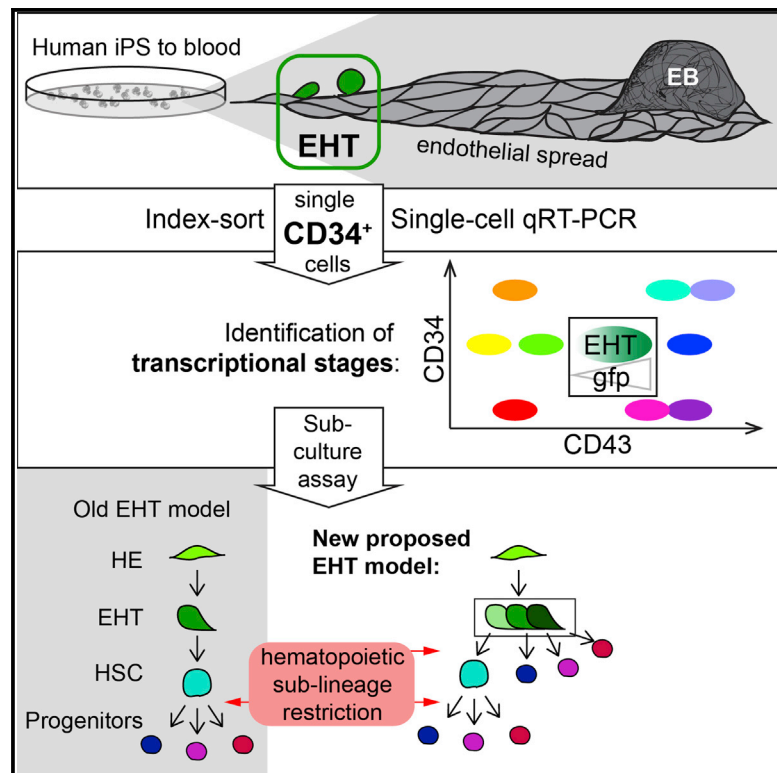 Human iPS to blood
EB
EHT
endothelial spread
Index-sort
single
CD34+
cells
Single-cell qRT-PCR
Identification of
transcriptional stages:
CD34
EHT
gfp
CD43
Sub-
culture
assay
Old EHT model
HE
EHT
HSC
Progenitors
New proposed
EHT model:
hematopoietic
sub-lineage
restriction